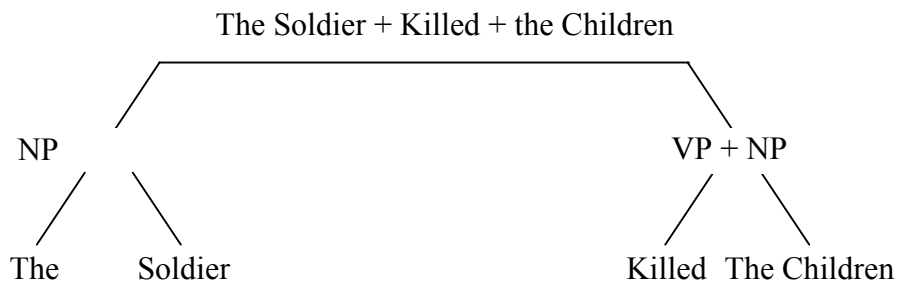 The Soldier + Killed + the Children
NP VP + NP
The Soldier Killed The Children